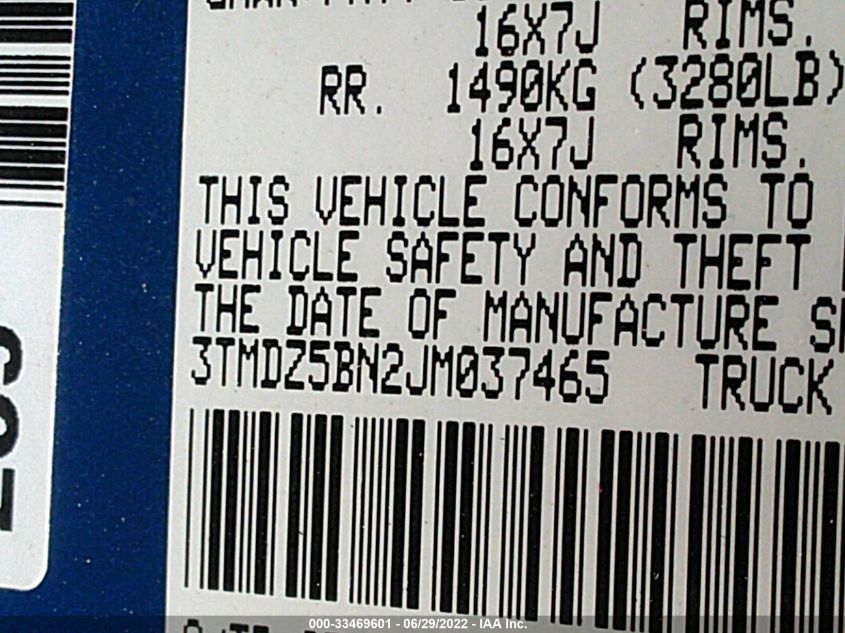 16X7J RIMS.
RR. 1490KG (3280LB)
16X7J RIMS.
THIS VEHICLE CONFORMS TO
VEHICLE SAFETY AND THEFT
THE DATE OF MANUFACTURE
3TMDZ5BN2JM037465 TRUCK
000-33469601 - 06/29/2022 - IAA Inc.